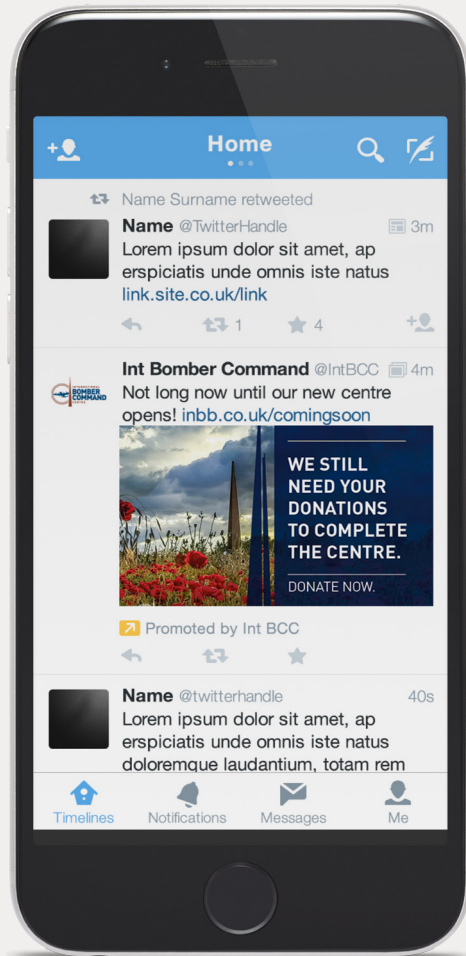 Home
Name Surname retweeted
Name @TwitterHandle 3m
Lorem ipsum dolor sit amet, ap
erspiciatis unde omnis iste natus
link.site.co.uk/link
1 4
Int Bomber Command @IntBCC 4m
INTERNATIONAL
BOMBER
COMMAND
CENTRE
Not long now until our new centre
opens! inbb.co.uk/comingsoon
WE STILL
NEED YOUR
DONATIONS
TO COMPLETE
THE CENTRE.
DONATE NOW.
Promoted by Int BCC
Name @twitterhandle 40s
Lorem ipsum dolor sit amet, ap
erspiciatis unde omnis iste natus
doloremque laudantium, totam rem
Timelines Notifications Messages Me